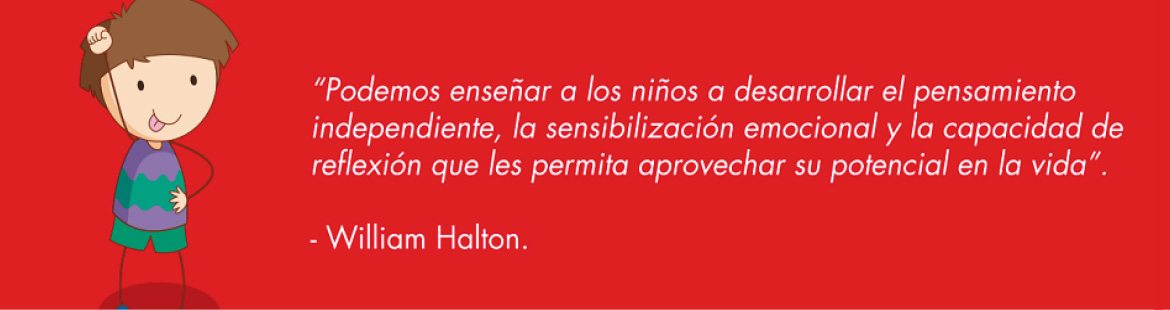 “Podemos enseñar a los niños a desarrollar el pensamiento
independiente, la sensibilización emocional y la capacidad de
reflexión que les permita aprovechar su potencial en la vida”.
- William Halton.